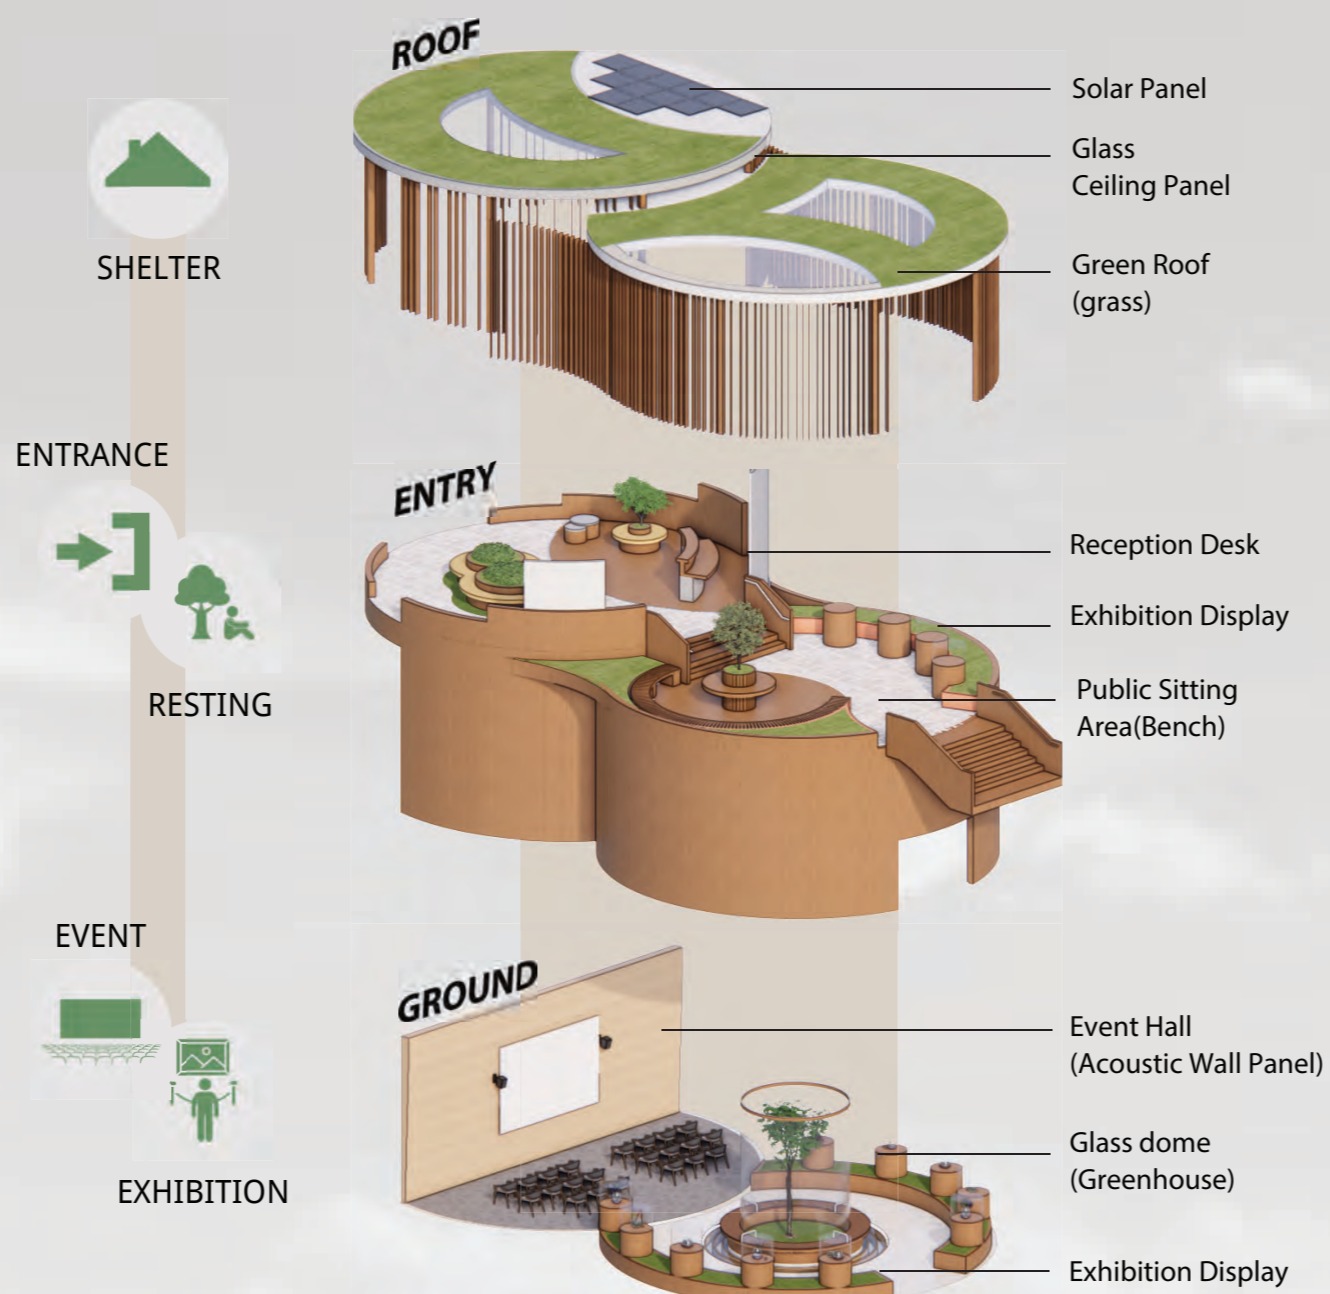 ROOF
Solar Panel
Glass
Ceiling Panel
Green Roof
(grass)
SHELTER
ENTRANCE
RESTING
ENTRY
Reception Desk
Exhibition Display
Public Sitting
Area(Bench)
EVENT
EXHIBITION
GROUND
Event Hall
(Acoustic Wall Panel)
Glass dome
(Greenhouse)
Exhibition Display